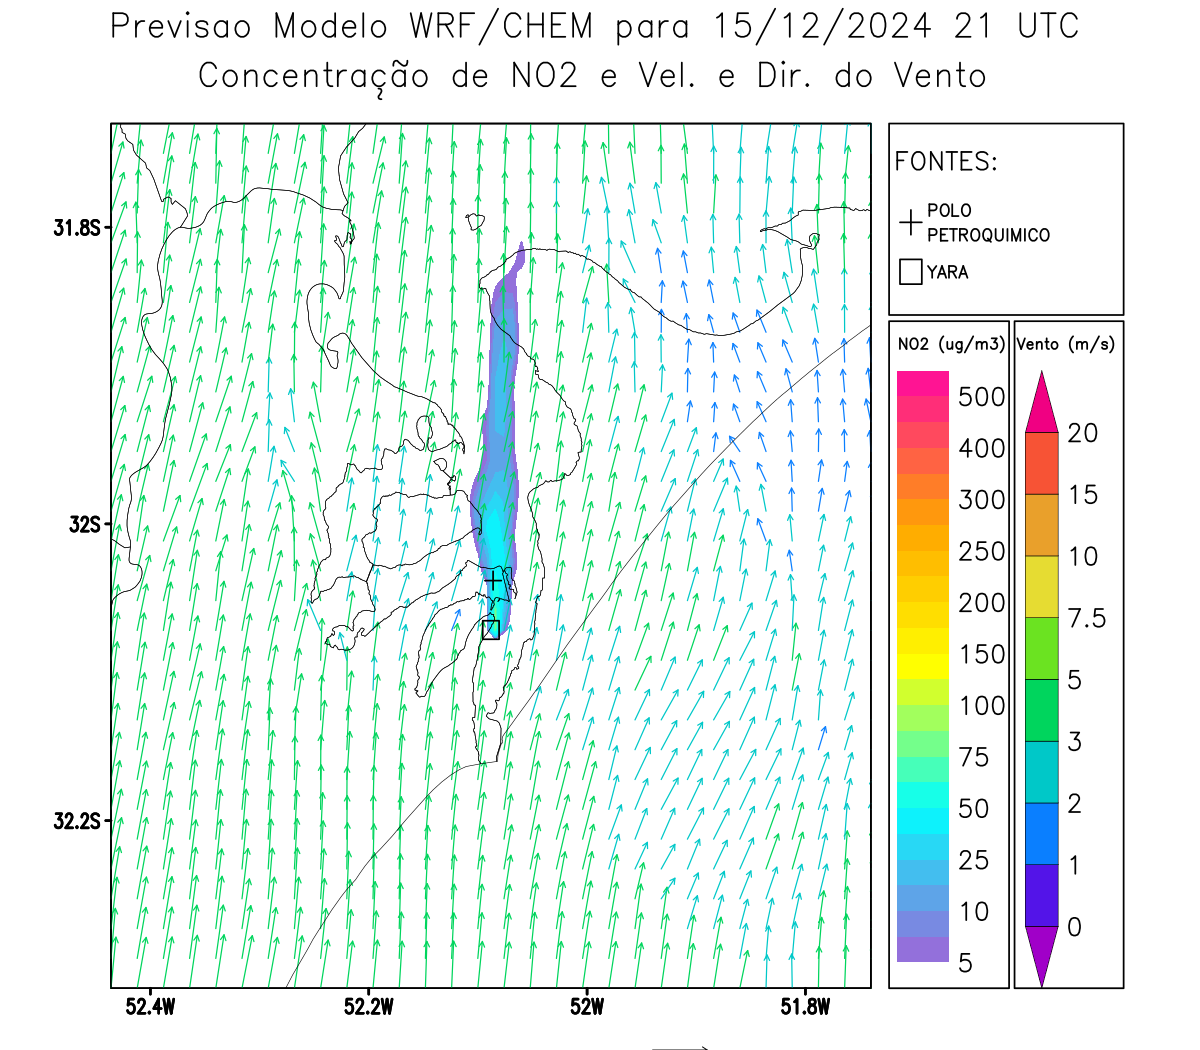 Previsao Modelo WRF/CHEM para 15/12/2024 21 UTC
Concentração de NO2 e Vel. e Dir. do Vento
FONTES:
POLO
PETROQUIMICO
YARA
NO2 (ug/m3)
500
400
300
250
200
150
100
75
50
25
10
5
Vento (m/s)
20
15
10
7.5
5
3
2
1
0
31.8S
32S
32.2S
52.4W
52.2W
52W
51.8W